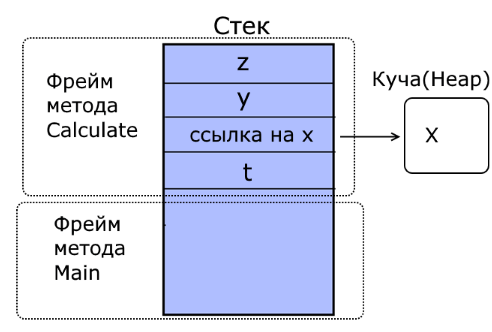 Стек
Фрейм
метода
Calculate
z
y
ссылка на x
t
Куча(Heap)
X
Фрейм
метода
Main